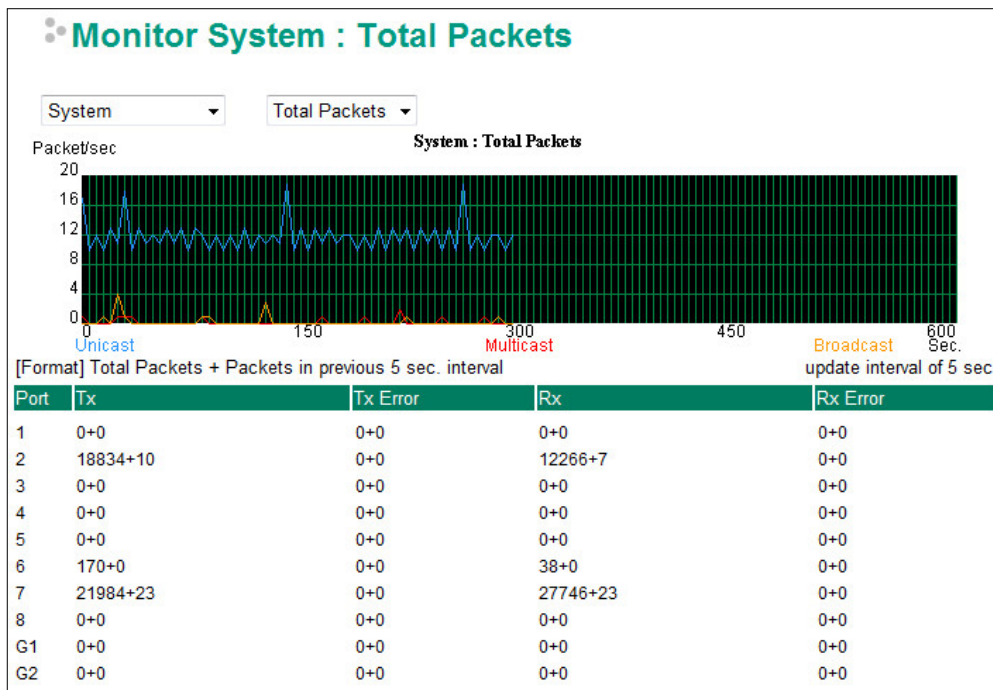 Monitor System : Total Packets
System Total Packets
System : Total Packets
Packet/sec
20
16
12
8
4
0
0 150 300 450 600
Unicast Multicast Broadcast Sec.
[Format] Total Packets + Packets in previous 5 sec. interval update interval of 5 sec
Port Tx Tx Error Rx Rx Error
1 0+0 0+0 0+0 0+0
2 18834+10 0+0 12266+7 0+0
3 0+0 0+0 0+0 0+0
4 0+0 0+0 0+0 0+0
5 0+0 0+0 0+0 0+0
6 170+0 0+0 38+0 0+0
7 21984+23 0+0 27746+23 0+0
8 0+0 0+0 0+0 0+0
G1 0+0 0+0 0+0 0+0
G2 0+0 0+0 0+0 0+0